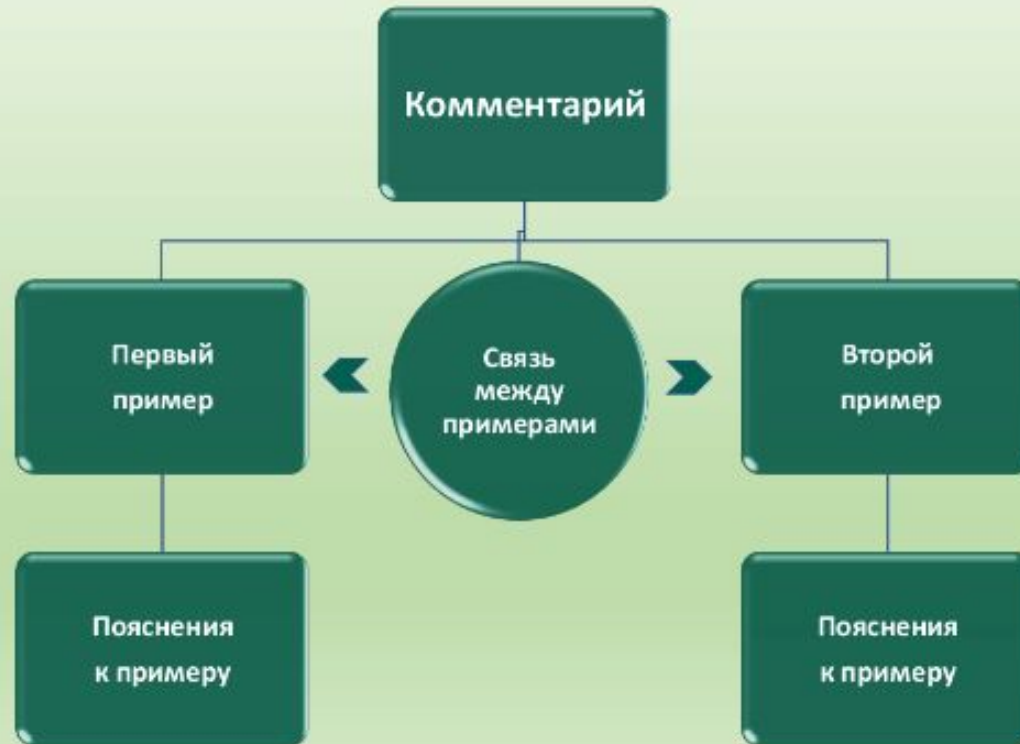 Комментарий
Первый
пример
Связь
между
примерами
Второй
пример
Пояснения
к примеру
Пояснения
к примеру